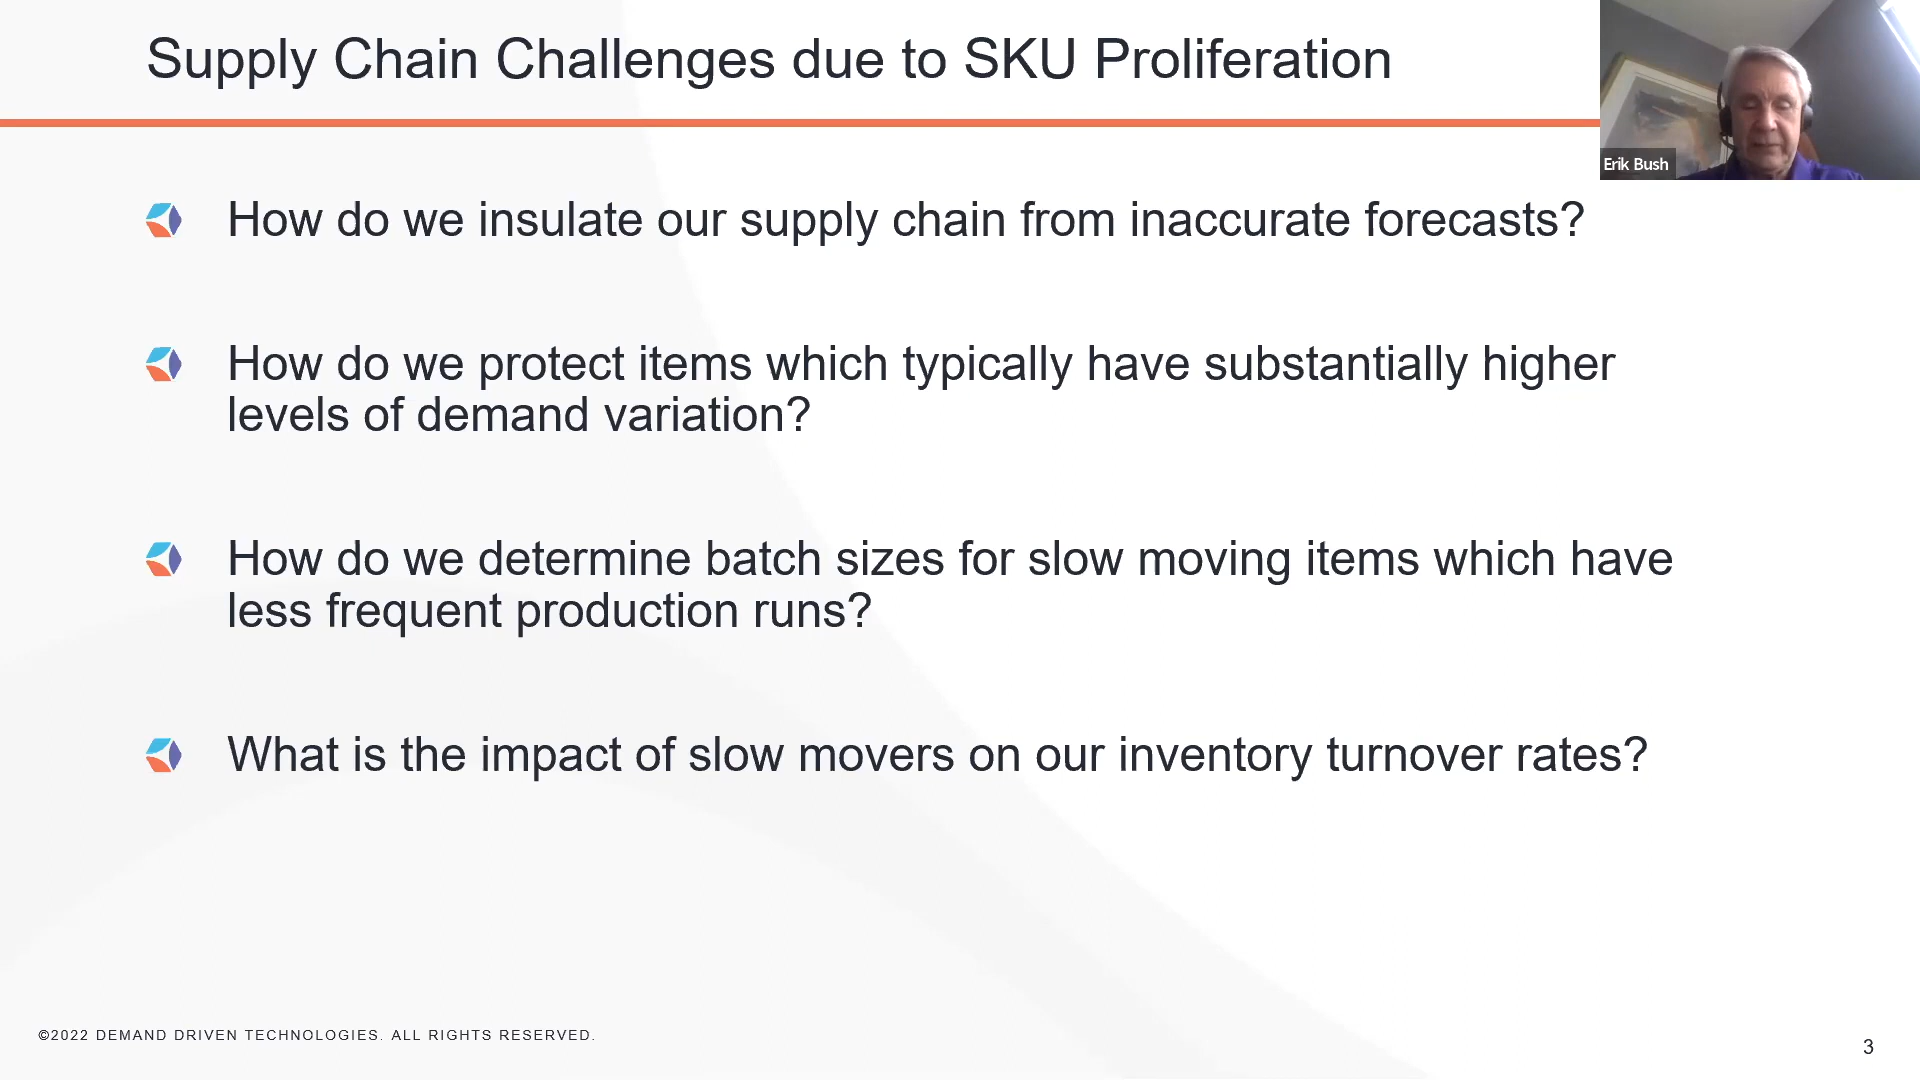 Supply Chain Challenges due to SKU Proliferation
Erik Bush
How do we insulate our supply chain from inaccurate forecasts?
How do we protect items which typically have substantially higher
levels of demand variation?
How do we determine batch sizes for slow moving items which have
less frequent production runs?
What is the impact of slow movers on our inventory turnover rates?
©2022 DEMAND DRIVEN TECHNOLOGIES. ALL RIGHTS RESERVED.
3